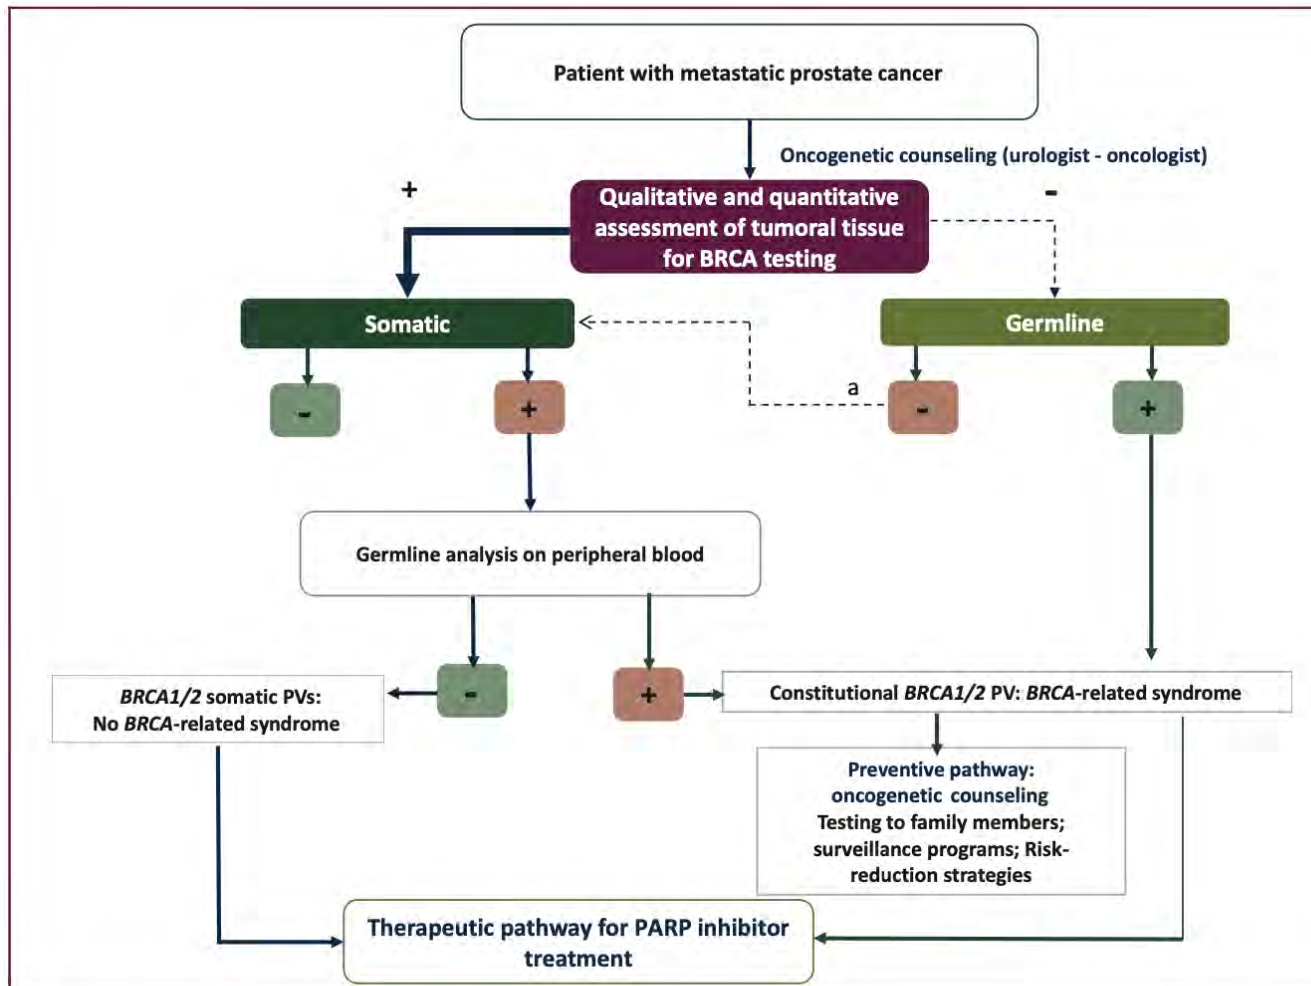 Patient with metastatic prostate cancer
Oncogenetic counseling (urologist - oncologist)
+
-
Qualitative and quantitative
assessment of tumoral tissue
for BRCA testing
Somatic
Germline
-
+
a
-
+
Germline analysis on peripheral blood
-
+
BRCA1/2 somatic PVs:
No BRCA-related syndrome
Constitutional BRCA1/2 PV: BRCA-related syndrome
Preventive pathway:
oncogenetic counseling
Testing to family members;
surveillance programs; Risk-
reduction strategies
Therapeutic pathway for PARP inhibitor
treatment